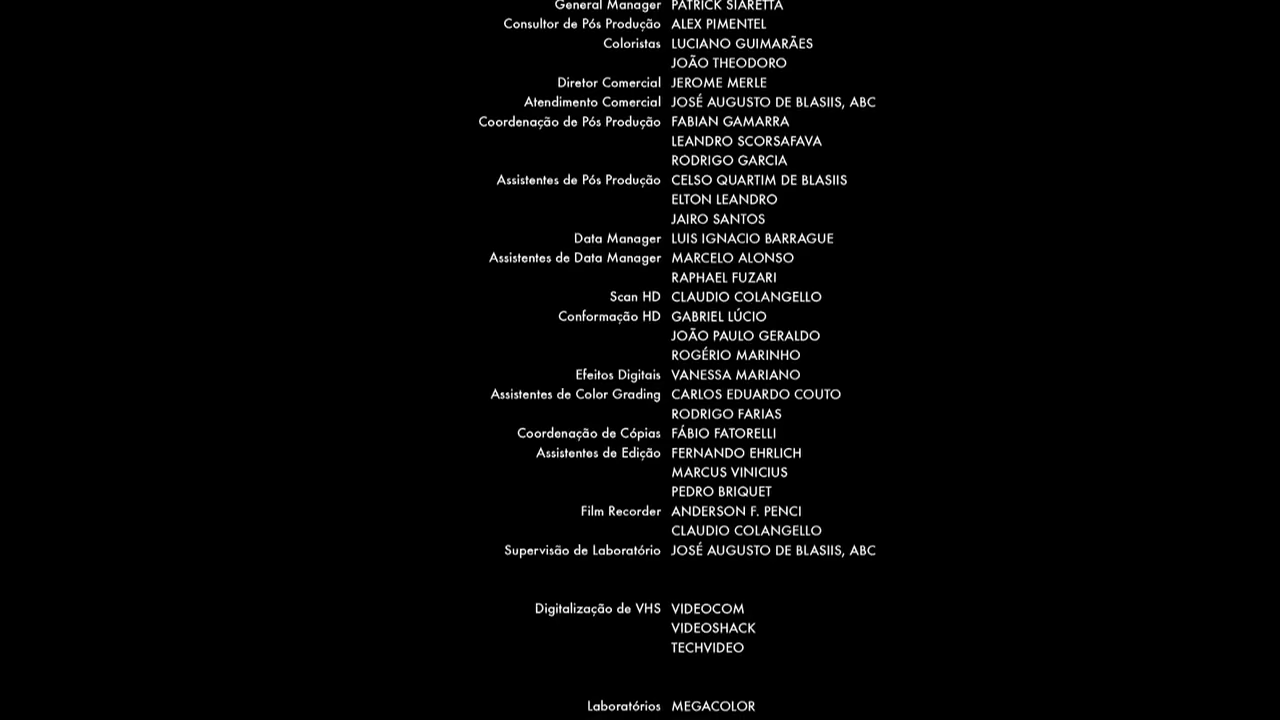 General Manager PATRICK SIARETTA
Consultor de Pós Produção ALEX PIMENTEL
Coloristas LUCIANO GUIMARÃES
JOÃO THEODORO
Diretor Comercial JEROME MERLE
Atendimento Comercial JOSÉ AUGUSTO DE BLASIIS, ABC
Coordenação de Pós Produção FABIAN GAMARRA
LEANDRO SCORSAFAVA
RODRIGO GARCIA
Assistentes de Pós Produção CELSO QUARTIM DE BLASIIS
ELTON LEANDRO
JAIRO SANTOS
Data Manager LUIS IGNACIO BARRAGUE
Assistentes de Data Manager MARCELO ALONSO
RAPHAEL FUZARI
Scan HD CLAUDIO COLANGELLO
Conformação HD GABRIEL LÚCIO
JOÃO PAULO GERALDO
ROGÉRIO MARINHO
Efeitos Digitais VANESSA MARIANO
Assistentes de Color Grading CARLOS EDUARDO COUTO
RODRIGO FARIAS
Coordenação de Cópias FÁBIO FATORELLI
Assistentes de Edição FERNANDO EHRLICH
MARCUS VINICIUS
PEDRO BRIQUET
Film Recorder ANDERSON F. PENCI
CLAUDIO COLANGELLO
Supervisão de Laboratório JOSÉ AUGUSTO DE BLASIIS, ABC
Digitalização de VHS VIDEOCOM
VIDEOSHACK
TECHVIDEO
Laboratórios MEGACOLOR